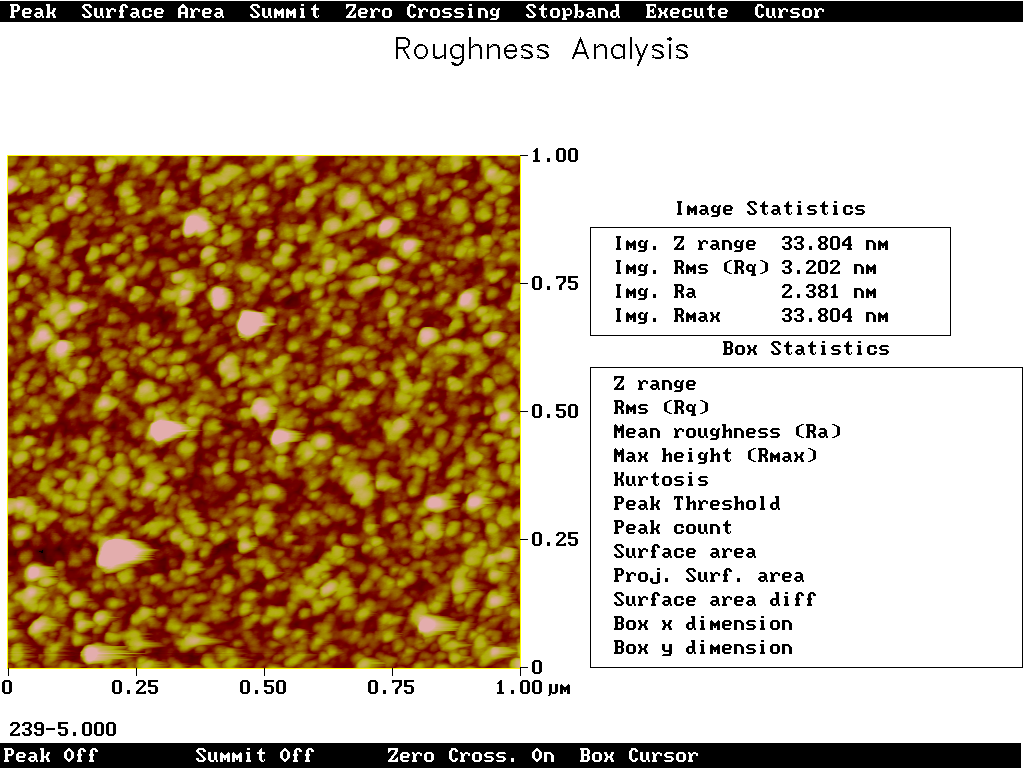 Peak Surface Area Summit Zero Crossing Stopband Execute Cursor
Roughness Analysis
1.00
0.75
0.50
0.25
0
0 0.25 0.50 0.75 1.00 µm
Image Statistics
Img. Z range 33.804 nm
Img. Rms (Rq) 3.202 nm
Img. Ra 2.381 nm
Img. Rmax 33.804 nm
Box Statistics
Z range
Rms (Rq)
Mean roughness (Ra)
Max height (Rmax)
Kurtosis
Peak Threshold
Peak count
Surface area
Proj. Surf. area
Surface area diff
Box x dimension
Box y dimension
239-5.000
Peak Off Summit Off Zero Cross. On Box Cursor